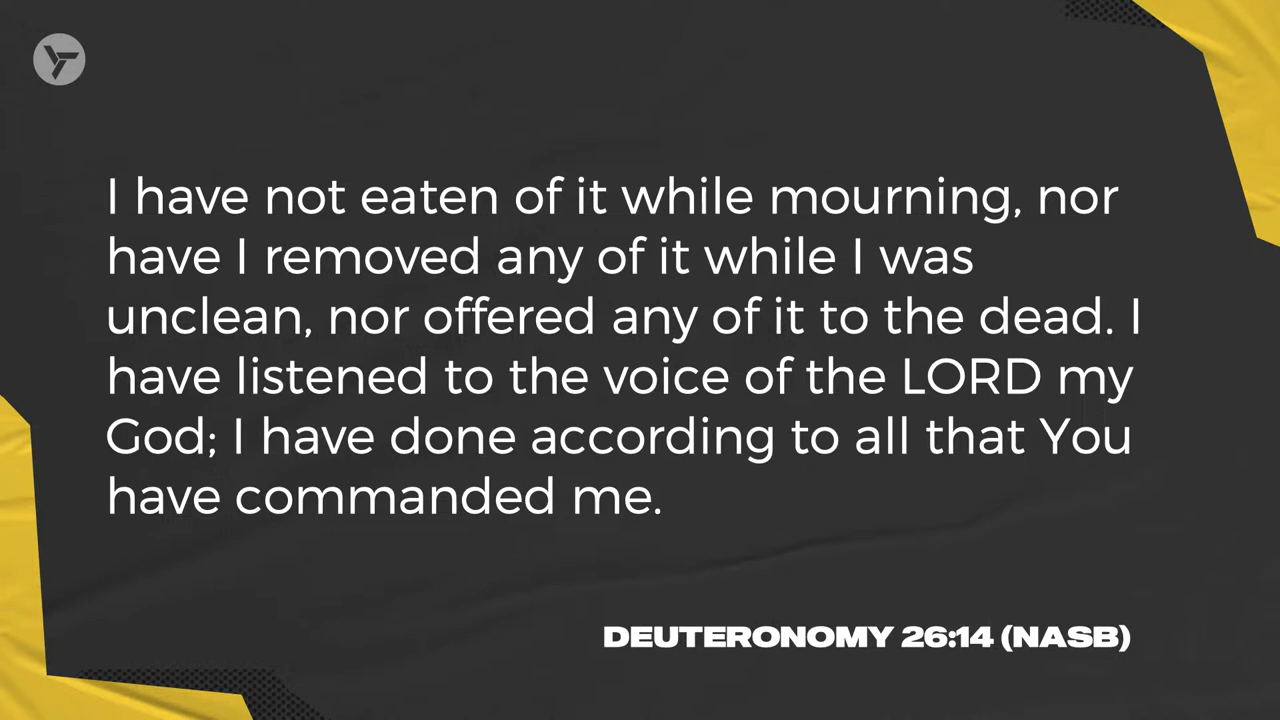 I have not eaten of it while mourning, nor
have I removed any of it while I was
unclean, nor offered any of it to the dead. I
have listened to the voice of the LORD my
God; I have done according to all that You
have commanded me.
DEUTERONOMY 26:14 (NASB)